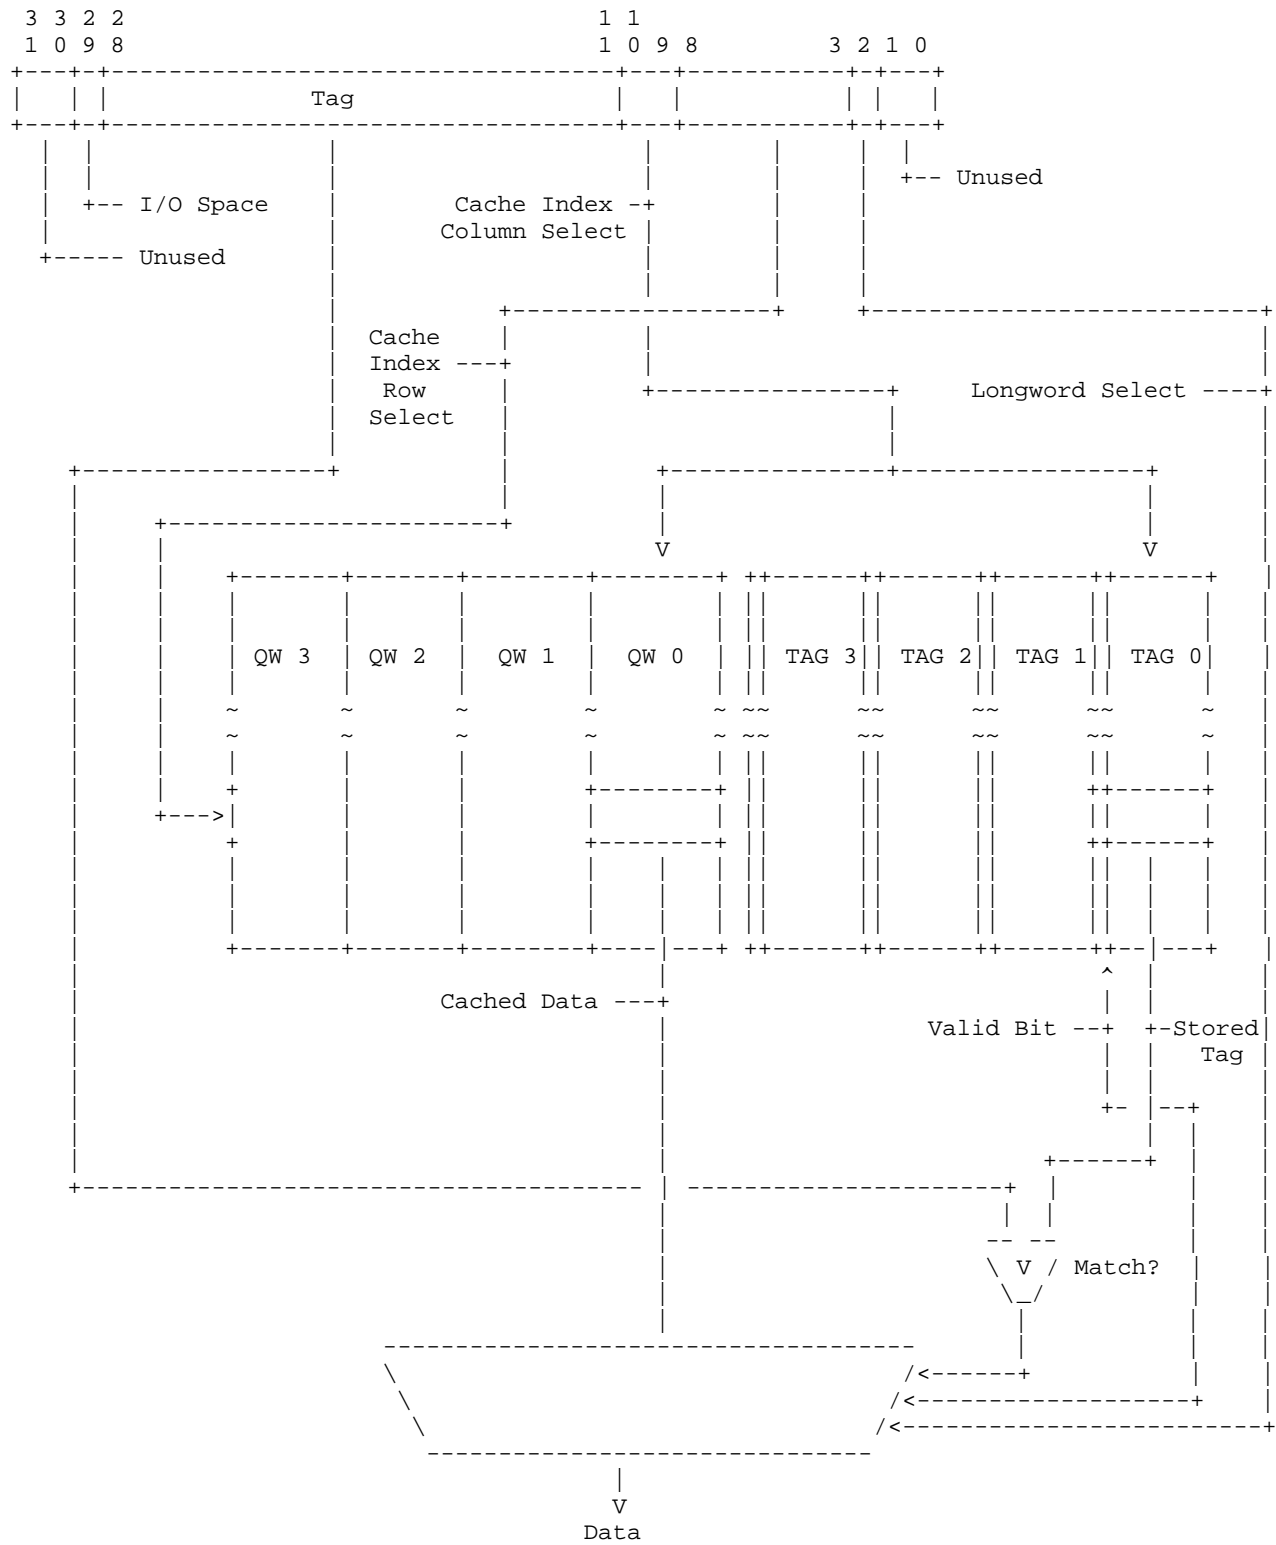 3 3 2 2 1 1
1 0 9 8 1 0 9 8 3 2 1 0
Tag
+-- Unused
+-- I/O Space Cache Index -+
Column Select
+----- Unused
Cache
Index ---+
Row Longword Select ----+
Select
V V
QW 3 QW 2 QW 1 QW 0 TAG 3 TAG 2 TAG 1 TAG 0
Cached Data ---+
Valid Bit --+ +-Stored
Tag
V Match?
V
Data